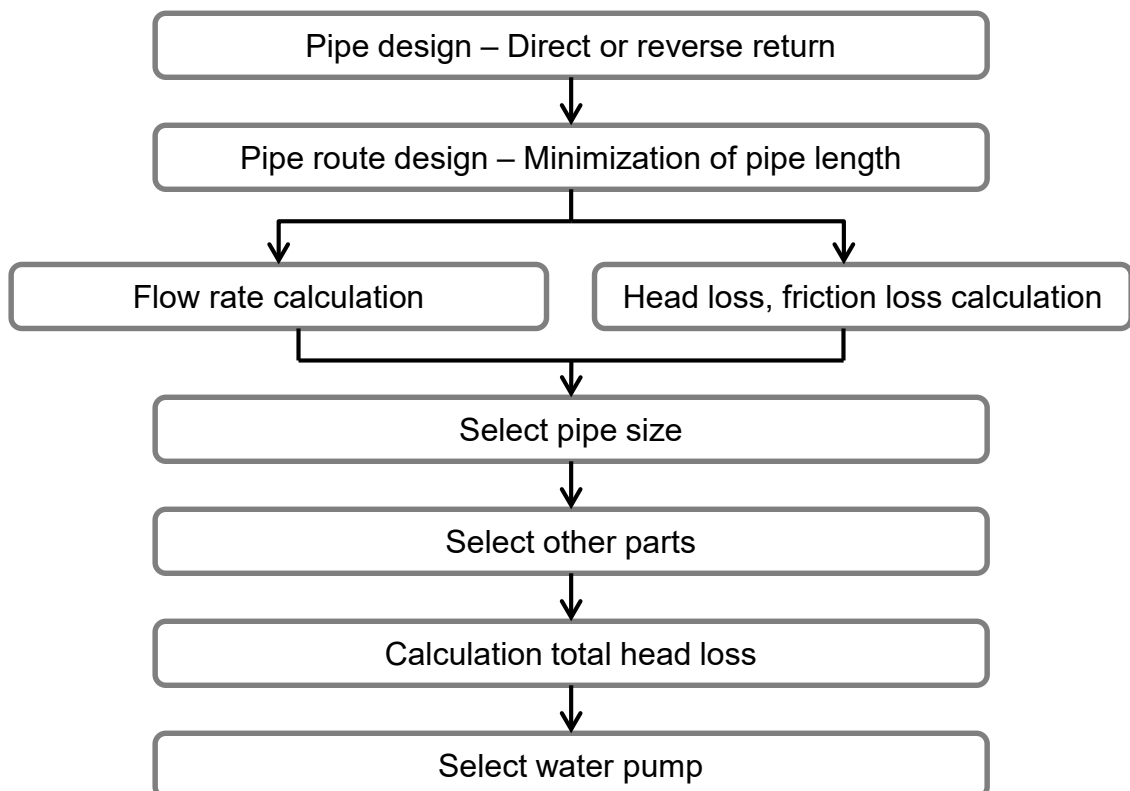 Pipe design – Direct or reverse return
Pipe route design – Minimization of pipe length
Flow rate calculation
Head loss, friction loss calculation
Select pipe size
Select other parts
Calculation total head loss
Select water pump